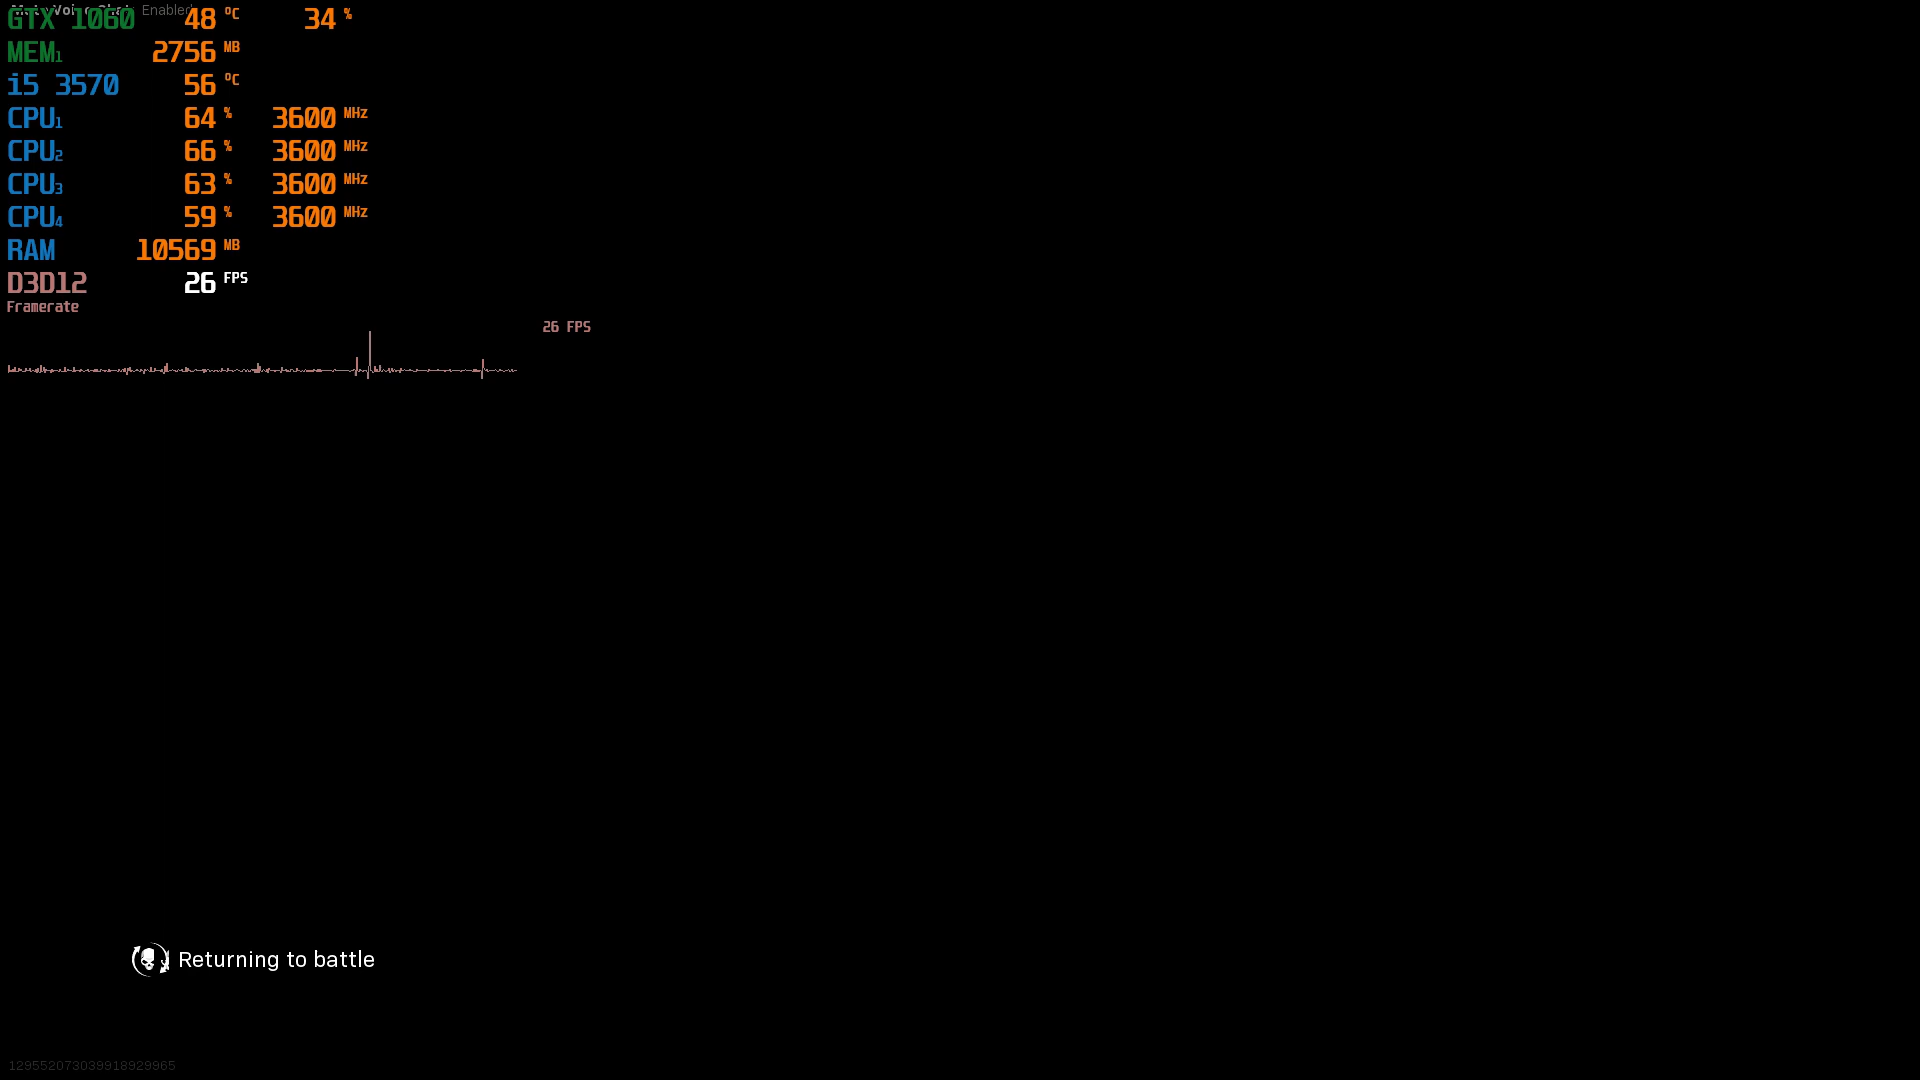 GTX 1060 48 °C 34 %
Enabled
MEM1 2756 MB
i5 3570 56 °C
CPU1 64 % 3600 MHz
CPU2 66 % 3600 MHz
CPU3 63 % 3600 MHz
CPU4 59 % 3600 MHz
RAM 10569 MB
D3D12 26 FPS
Framerate
26 FPS
Returning to battle
129552073039918929965